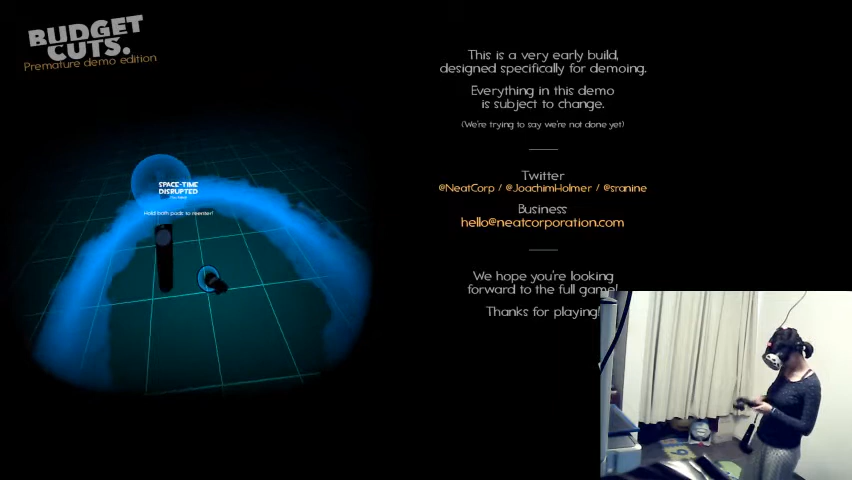 BUDGET
CUTS.
Premature demo edition
SPACE-TIME
DISRUPTED
Hold both pads to reenter!
This is a very early build,
designed specifically for demoing.
Everything in this demo
is subject to change.
(We're trying to say we're not done yet)
Twitter
@NeatCorp / @JoachimHolmer / @sranine
Business
hello@neatcorporation.com
We hope you're looking
forward to the full game!
Thanks for playing!